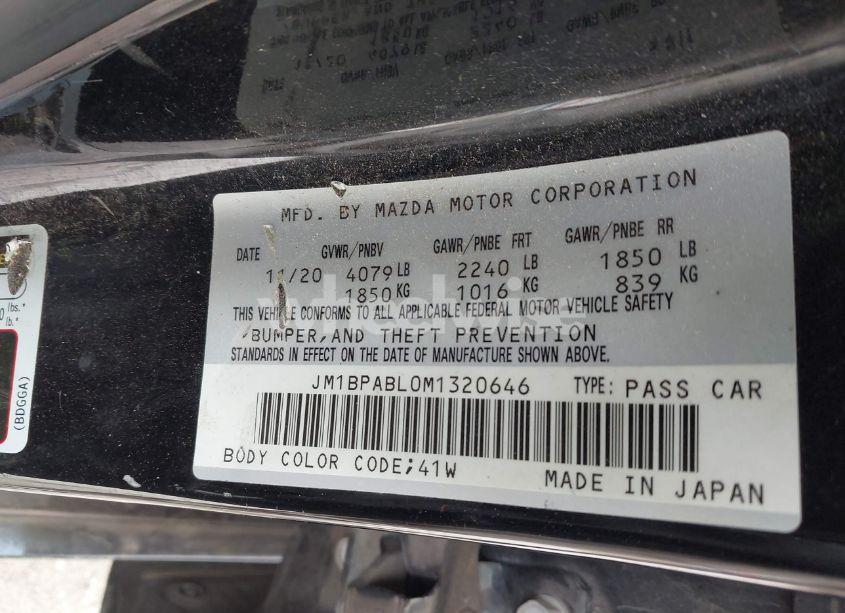 MFD. BY MAZDA MOTOR CORPORATION
DATE GVWR/PNBV GAWR/PNBE FRT GAWR/PNBE RR
11/20 4079 LB 2240 LB 1850 LB
1850 KG 1016 KG 839 KG
THIS VEHICLE CONFORMS TO ALL APPLICABLE FEDERAL MOTOR VEHICLE SAFETY
BUMPER, AND THEFT PREVENTION
STANDARDS IN EFFECT ON THE DATE OF MANUFACTURE SHOWN ABOVE.
JM1BPABL0M1320646 TYPE: PASS CAR
BODY COLOR CODE;41W
MADE IN JAPAN
lbs.*
lb.*
(BDGGA)